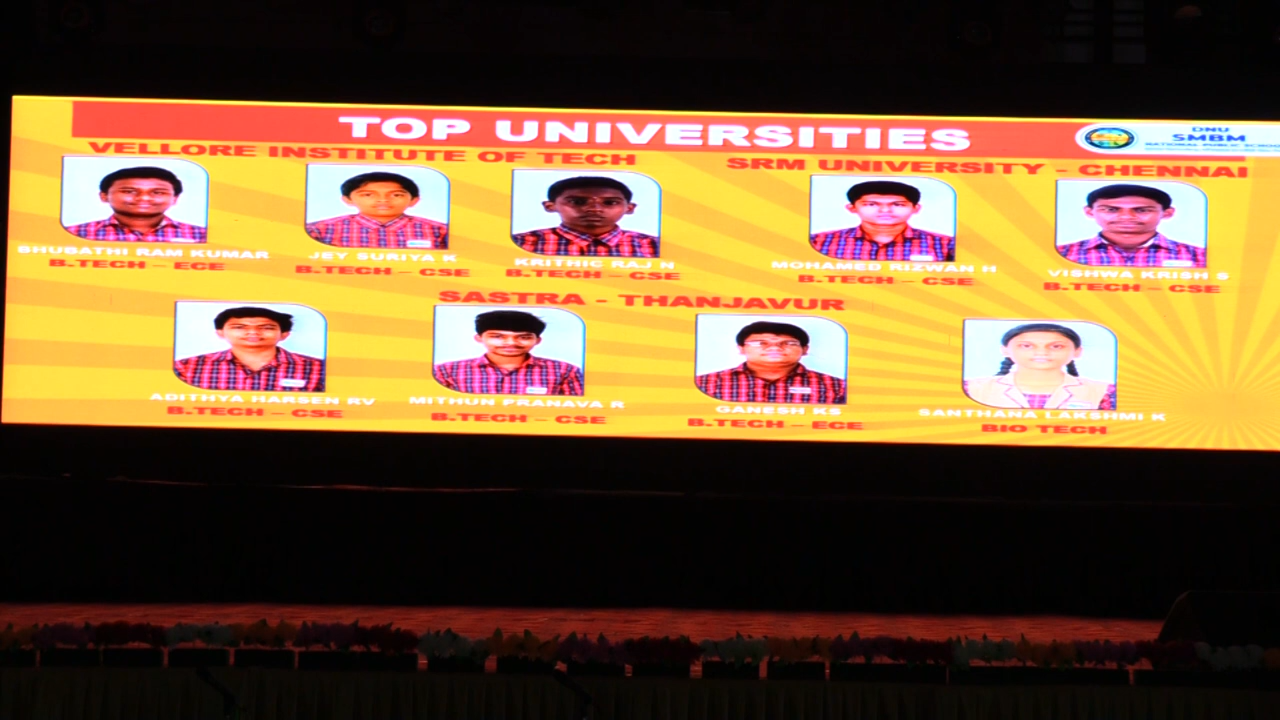 TOP UNIVERSITIES
DNU
SMBM
NATIONAL PUBLIC SCHOOL
VELLORE INSTITUTE OF TECH
SRM UNIVERSITY - CHENNAI
BHUBATHI RAM KUMAR
B.TECH – ECE
JEY SURIYA K
B.TECH – CSE
KRITHIC RAJ N
B.TECH – CSE
MOHAMED RIZWAN H
B.TECH – CSE
VISHWA KRISH S
B.TECH – CSE
SASTRA - THANJAVUR
ADITHYA HARSEN RV
B.TECH – CSE
MITHUN PRANAVA R
B.TECH – CSE
GANESH KS
B.TECH – ECE
SANTHANA LAKSHMI K
BIO TECH